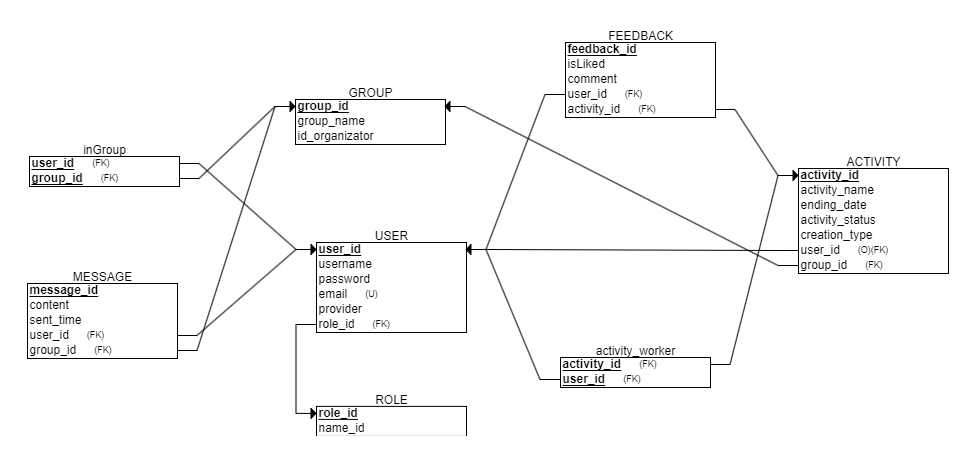 FEEDBACK
feedback_id
isLiked
comment
user_id (FK)
activity_id (FK)
GROUP
group_id
group_name
id_organizator
inGroup
user_id (FK)
group_id (FK)
ACTIVITY
activity_id
activity_name
ending_date
activity_status
creation_type
user_id (O)(FK)
group_id (FK)
USER
user_id
username
password
email (U)
provider
role_id (FK)
MESSAGE
message_id
content
sent_time
user_id (FK)
group_id (FK)
activity_worker
activity_id (FK)
user_id (FK)
ROLE
role_id
name_id